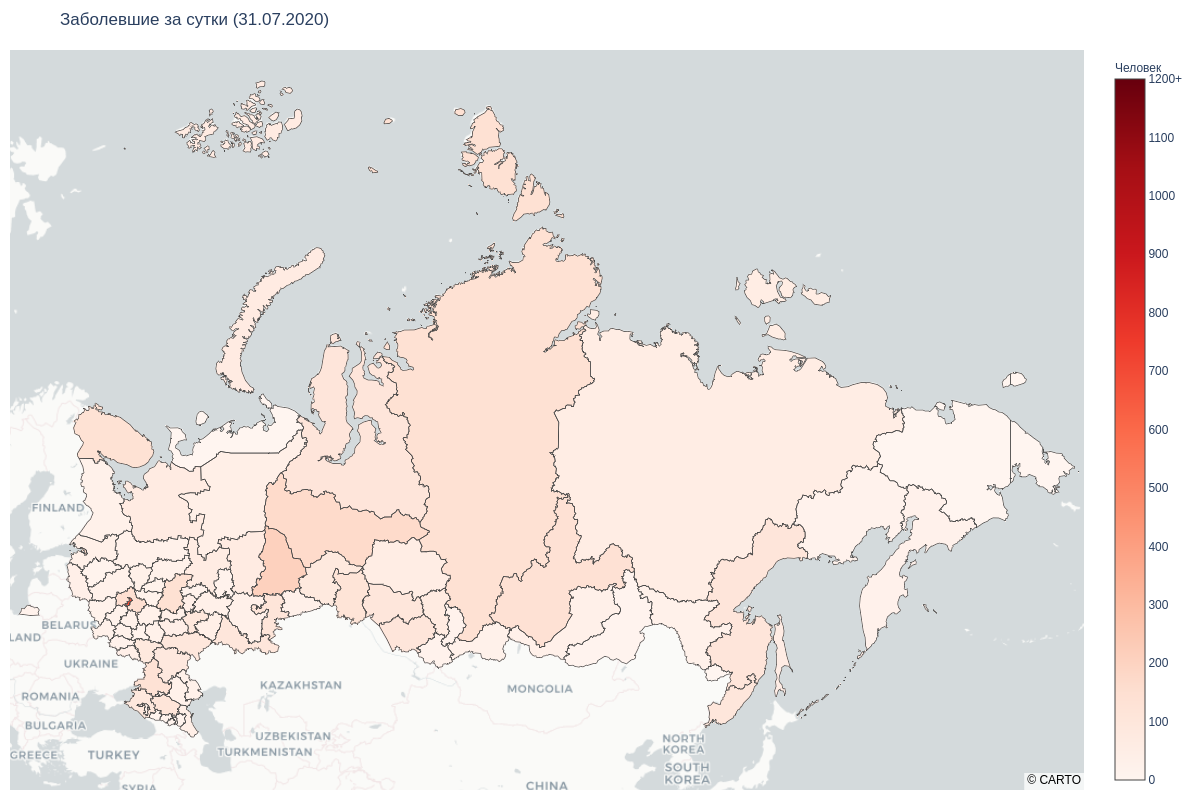 Заболевшие за сутки (31.07.2020)
Человек
1200+
1100
1000
900
800
700
600
500
400
300
200
100
0
FINLAND
BELARUS
LAND
UKRAINE
KAZAKHSTAN
MONGOLIA
ROMANIA
BULGARIA
UZBEKISTAN
NORTH
KOREA
GREECE
TURKEY
TURKMENISTAN
SOUTH
KOREA
SYRIA
CHINA
© CARTO